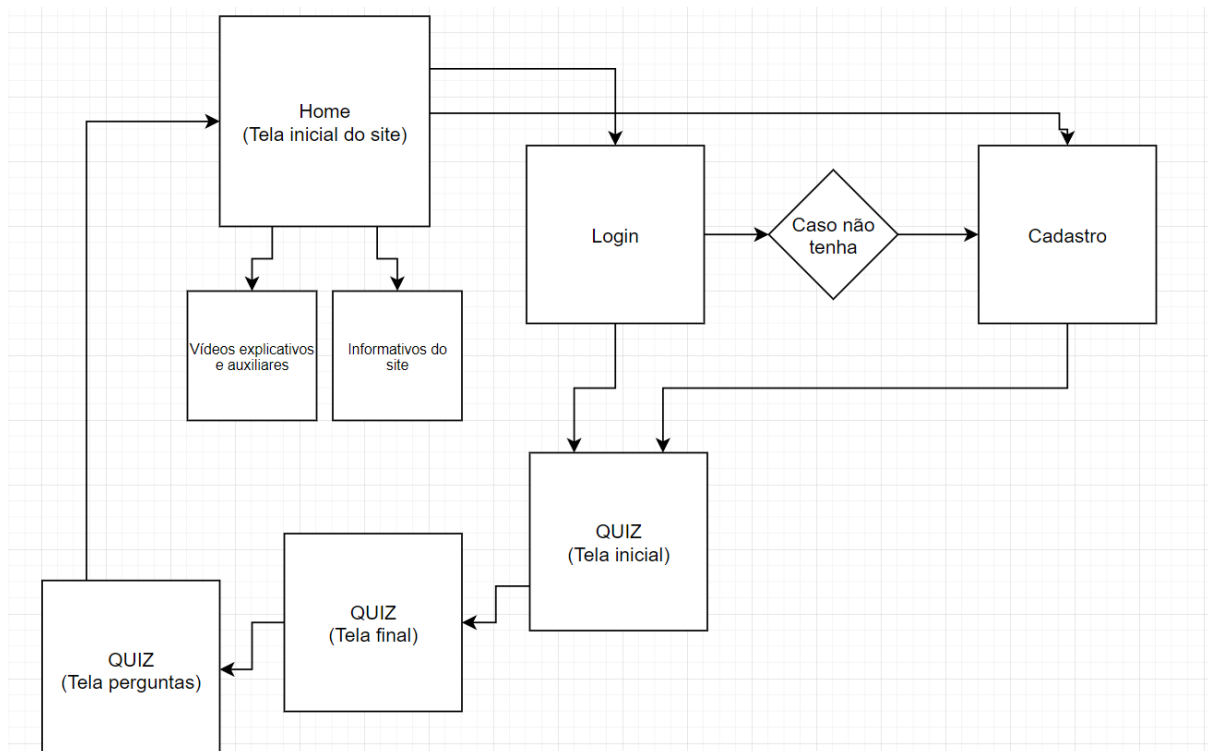 Home
(Tela inicial do site)
Login
Caso não
tenha
Cadastro
Vídeos explicativos
e auxiliares
Informativos do
site
QUIZ
(Tela inicial)
QUIZ
(Tela final)
QUIZ
(Tela perguntas)